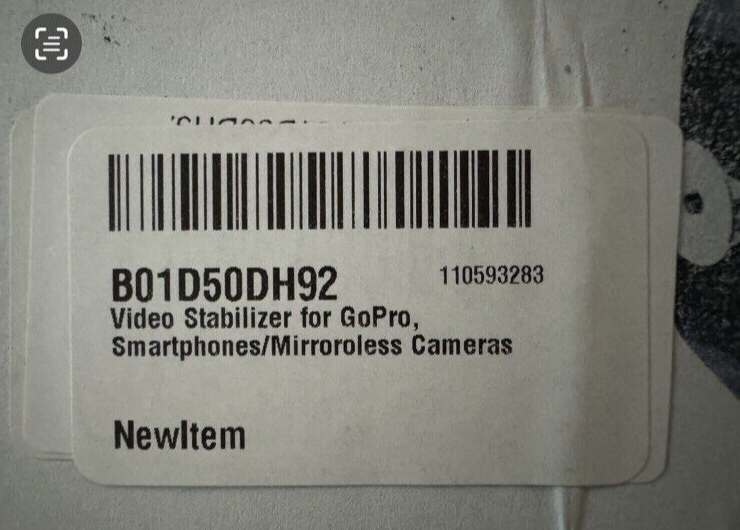 B01D50DH92 110593283
Video Stabilizer for GoPro,
Smartphones/Mirroroless Cameras
NewItem